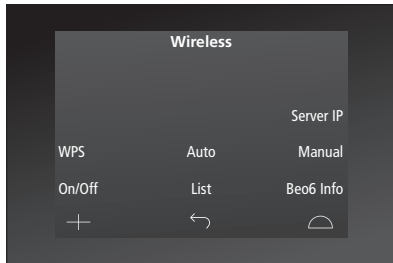 Wireless
Server IP
WPS Auto Manual
On/Off List Beo6 Info